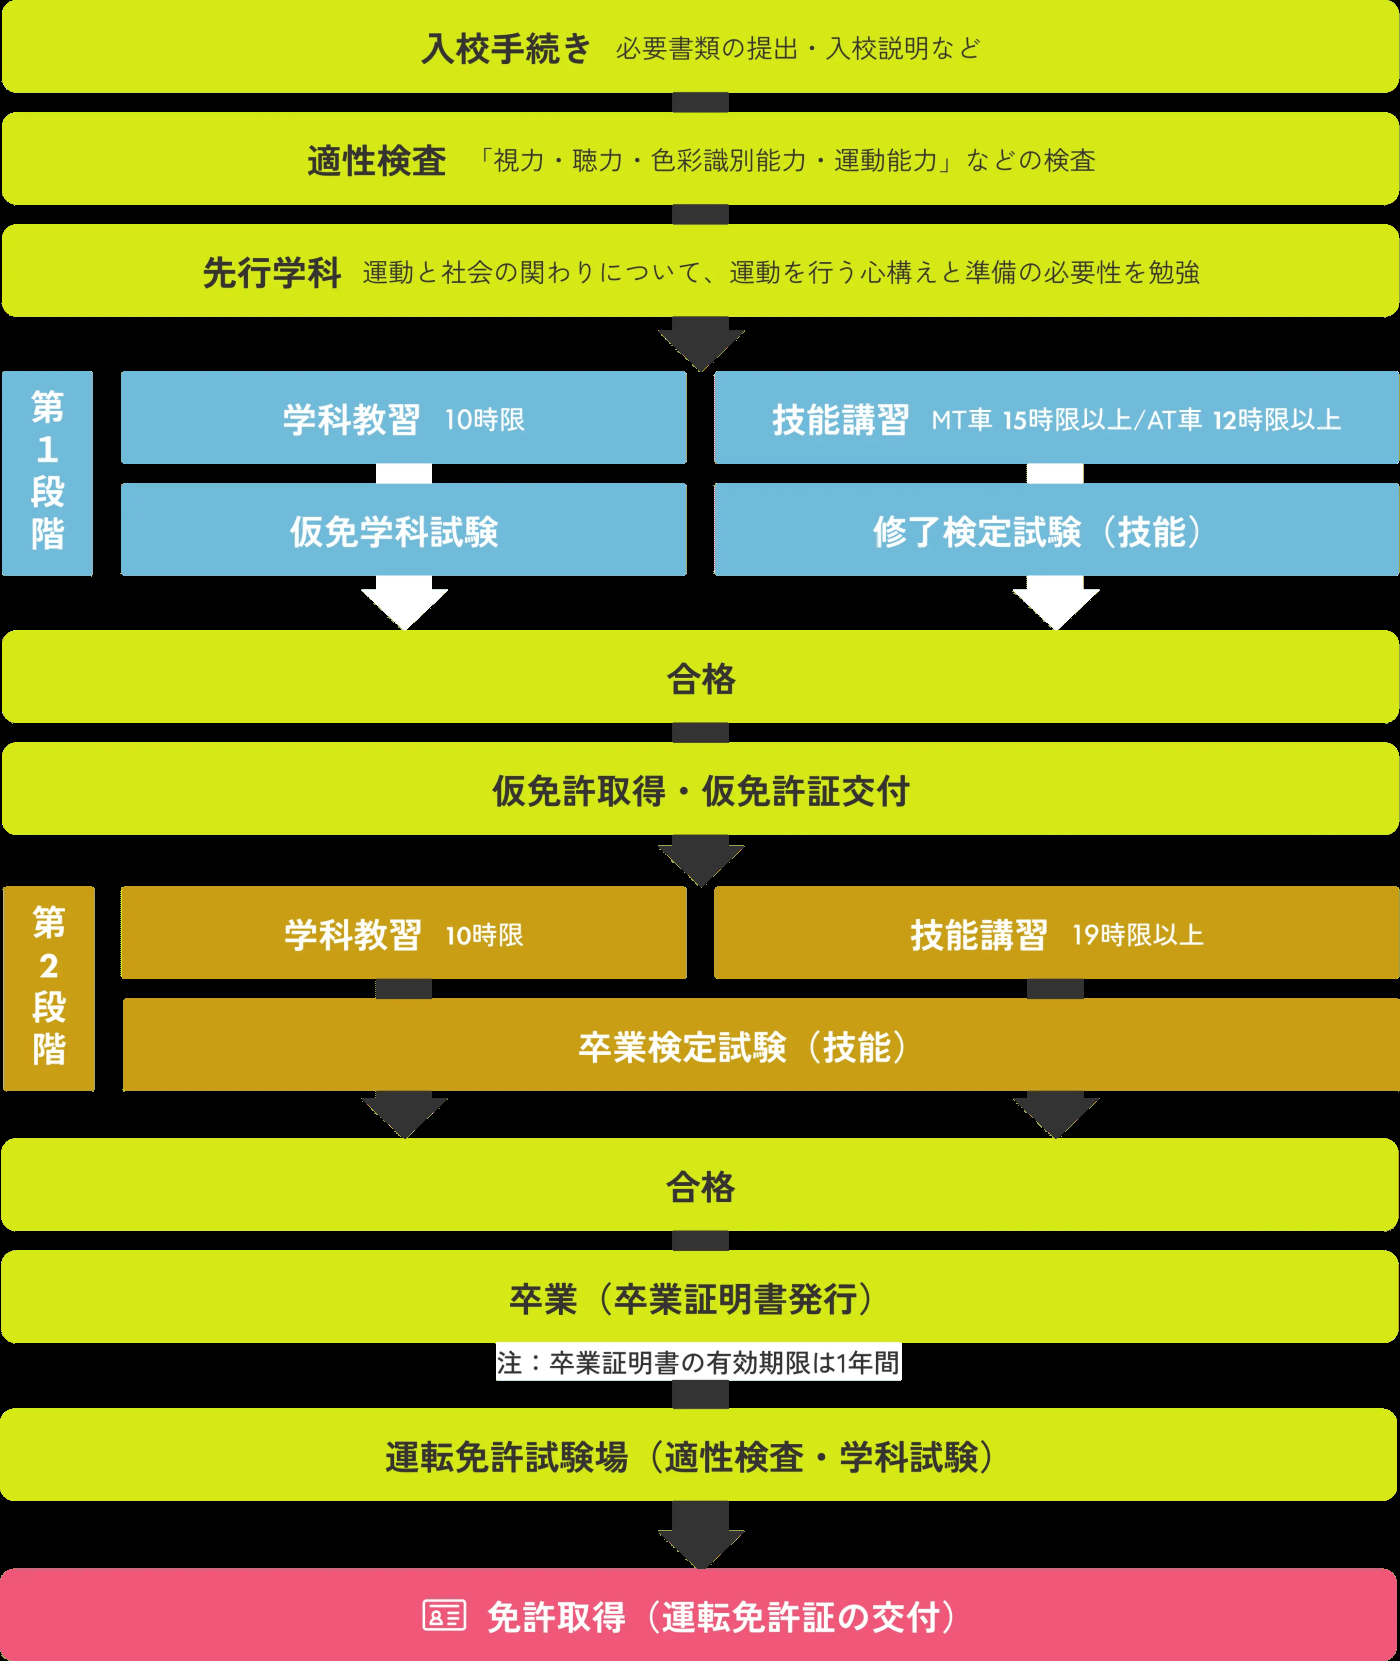 入校手続き 必要書類の提出・入校説明など
適性検査 「視力・聴力・色彩識別能力・運動能力」などの検査
先行学科 運動と社会の関わりについて、運動を行う心構えと準備の必要性を勉強
第1段階
学科教習 10時限
技能講習 MT車 15時限以上/AT車 12時限以上
仮免学科試験
修了検定試験（技能）
合格
仮免許取得・仮免許証交付
第2段階
学科教習 10時限
技能講習 19時限以上
卒業検定試験（技能）
合格
卒業（卒業証明書発行）
注：卒業証明書の有効期限は1年間
運転免許試験場（適性検査・学科試験）
免許取得（運転免許証の交付）